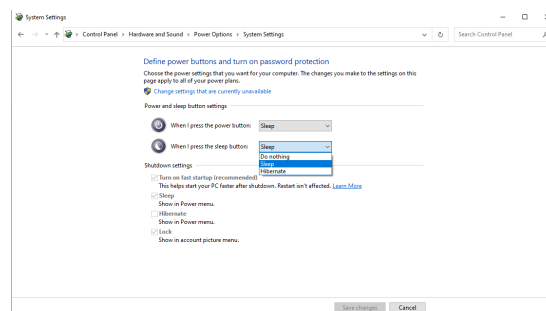 System Settings
Control Panel > Hardware and Sound > Power Options > System Settings
Search Control Panel
Define power buttons and turn on password protection
Choose the power settings that you want for your computer. The changes you make to the settings on this
page apply to all of your power plans.
Change settings that are currently unavailable
Power and sleep button settings
When I press the power button: Sleep
When I press the sleep button: Sleep
Do nothing
Sleep
Hibernate
Shutdown settings
Turn on fast startup (recommended)
This helps start your PC faster after shutdown. Restart isn't affected. Learn More
Sleep
Show in Power menu.
Hibernate
Show in Power menu.
Lock
Show in account picture menu.
Save changes Cancel